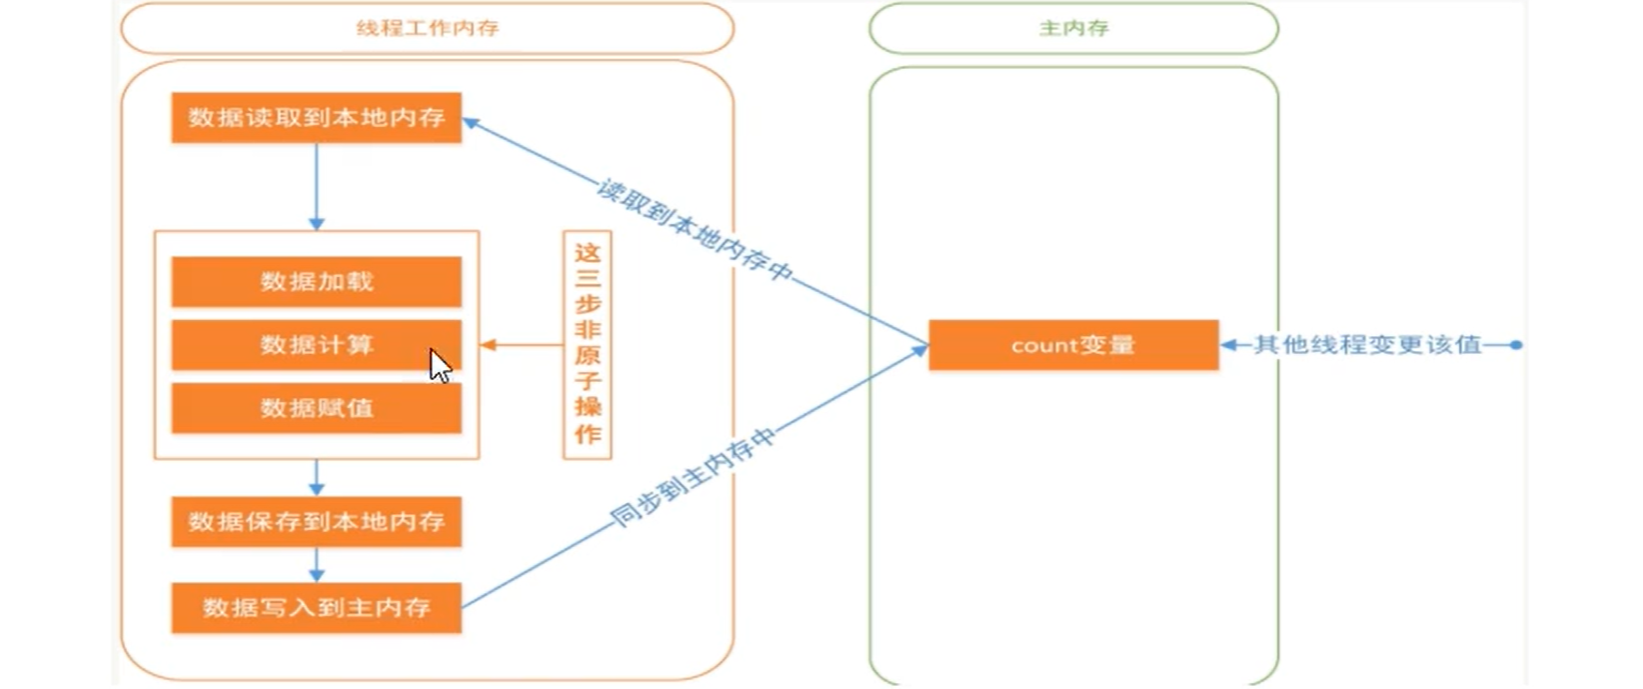 线程工作内存
主内存
数据读取到本地内存
读取到本地内存中
数据加载
数据计算
数据赋值
这三步非原子操作
count变量
其他线程变更该值
同步到主内存中
数据保存到本地内存
数据写入到主内存